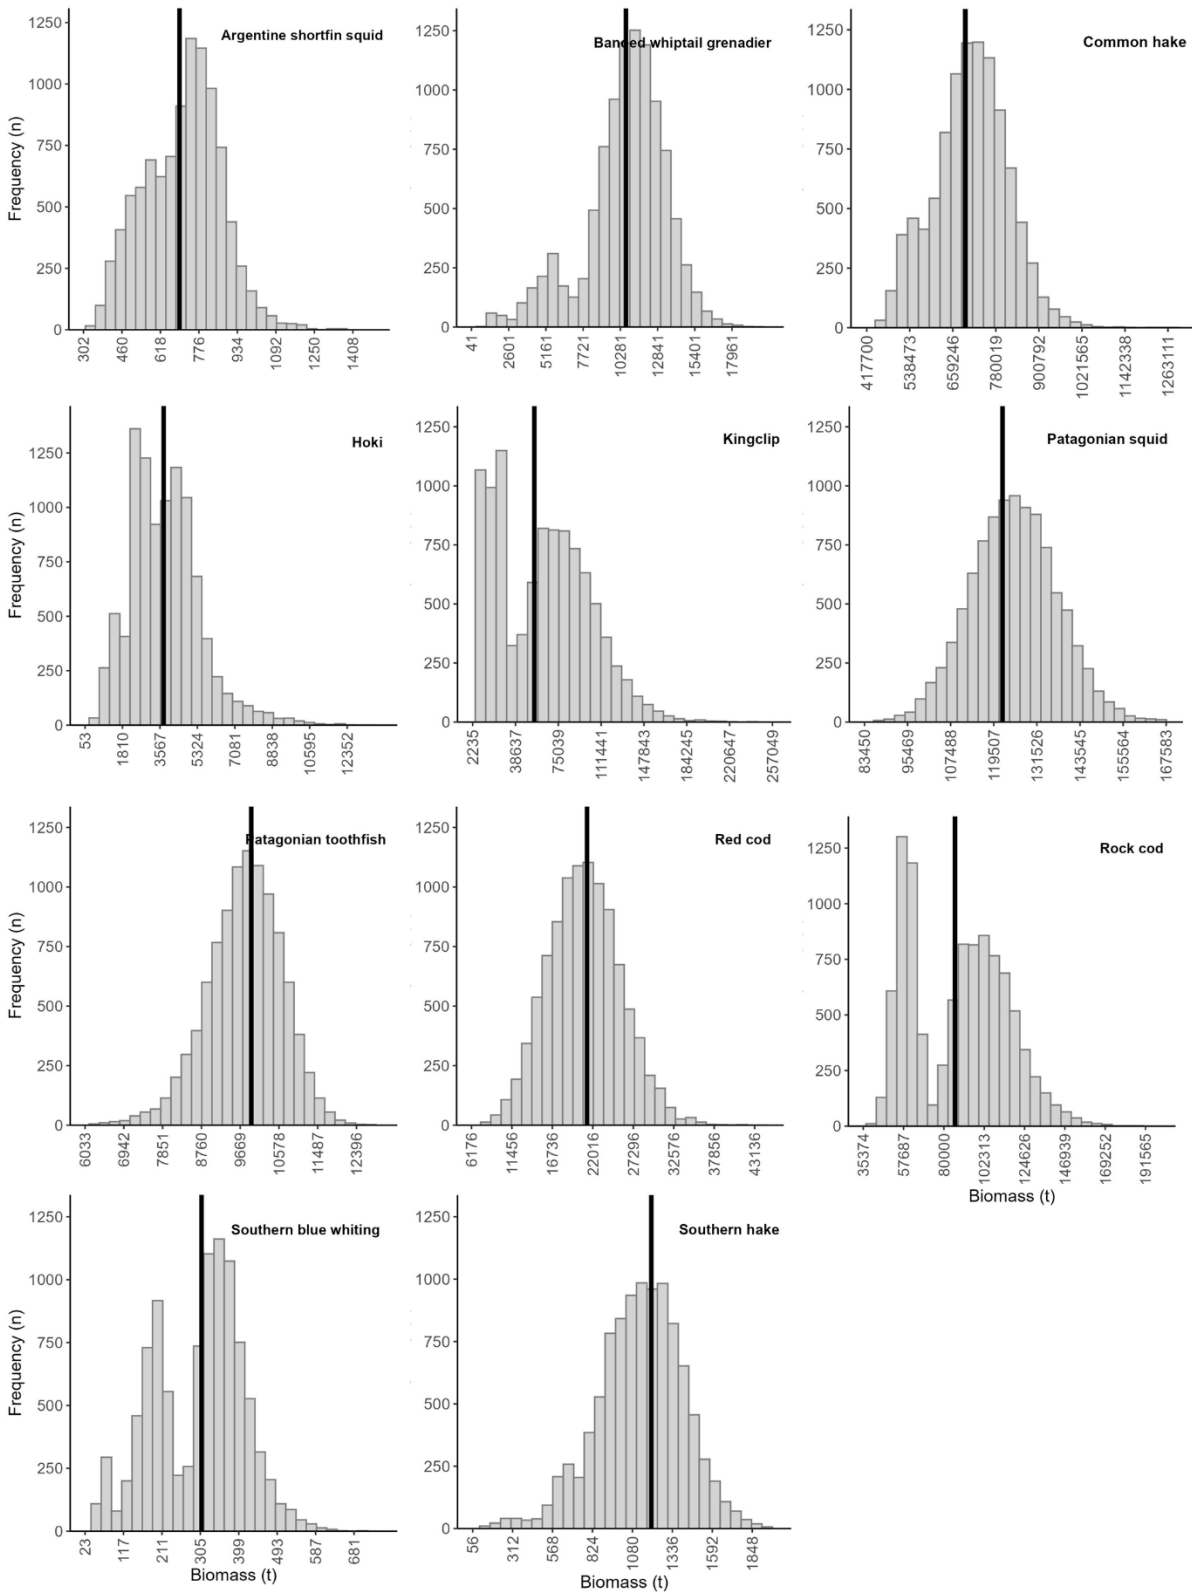 Argentine shortfin squid
Frequency (n)
1250
1000
750
500
250
0
302 460 618 776 934 1092 1250 1408
Banded whiptail grenadier
1250
1000
750
500
250
0
41 2601 5161 7721 10281 12841 15401 17961
Common hake
1250
1000
750
500
250
0
417700 538473 659246 780019 900792 1021565 1142338 1263111
Hoki
Frequency (n)
1250
1000
750
500
250
0
53 1810 3567 5324 7081 8838 10595 12352
Kingclip
1250
1000
750
500
250
0
2235 38637 75039 111441 147843 184245 220647 257049
Patagonian squid
1250
1000
750
500
250
0
83450 95469 107488 119507 131526 143545 155564 167583
Patagonian toothfish
Frequency (n)
1250
1000
750
500
250
0
6033 6942 7851 8760 9669 10578 11487 12396
Red cod
1250
1000
750
500
250
0
6176 11456 16736 22016 27296 32576 37856 43136
Rock cod
1250
1000
750
500
250
0
35374 57687 80000 102313 124626 146939 169252 191565
Biomass (t)
Southern blue whiting
Frequency (n)
1250
1000
750
500
250
0
23 117 211 305 399 493 587 681
Biomass (t)
Southern hake
1250
1000
750
500
250
0
56 312 568 824 1080 1336 1592 1848
Biomass (t)